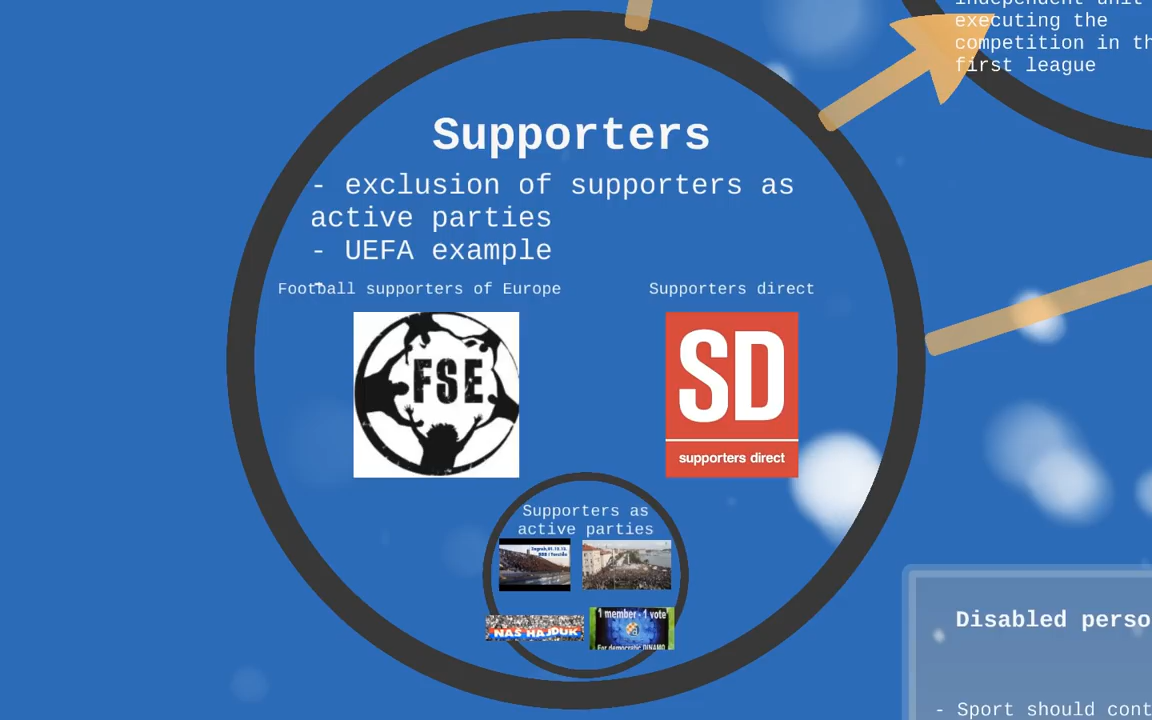 independent unit
executing the
competition in th
first league
Supporters
- exclusion of supporters as
active parties
- UEFA example
-
Football supporters of Europe
Supporters direct
FSE
SD
supporters direct
Supporters as
active parties
1 member - 1 vote
NAŠ HAJDUK
For democratic DINAMO
Disabled perso
- Sport should cont